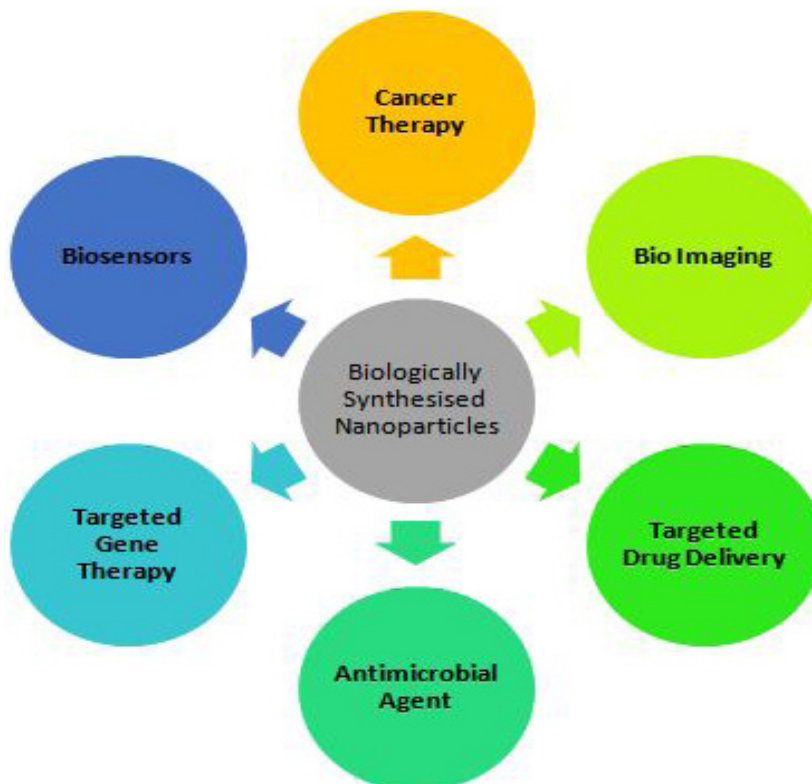 Cancer
Therapy
Biosensors
Bio Imaging
Biologically
Synthesised
Nanoparticles
Targeted
Gene
Therapy
Targeted
Drug Delivery
Antimicrobial
Agent